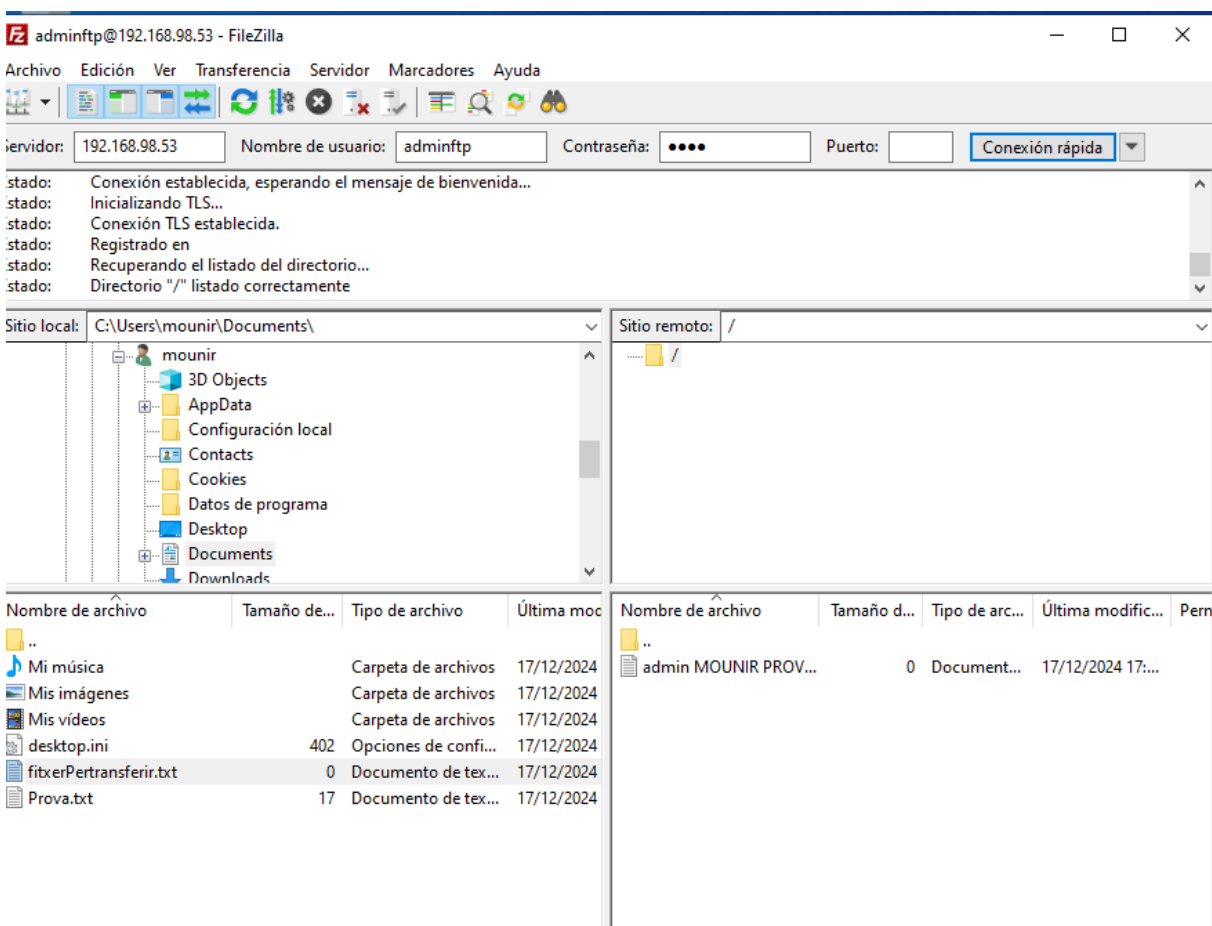 adminftp@192.168.98.53 - FileZilla
Archivo Edición Ver Transferencia Servidor Marcadores Ayuda
Servidor: 192.168.98.53 Nombre de usuario: adminftp Contraseña: •••• Puerto: Conexión rápida
stado: Conexión establecida, esperando el mensaje de bienvenida...
stado: Inicializando TLS...
stado: Conexión TLS establecida.
stado: Registrado en
stado: Recuperando el listado del directorio...
stado: Directorio "/" listado correctamente
Sitio local: C:\Users\mounir\Documents\
mounir
3D Objects
AppData
Configuración local
Contacts
Cookies
Datos de programa
Desktop
Documents
Downloads
Sitio remoto: /
/
Nombre de archivo Tamaño de... Tipo de archivo Última mod
..
Mi música Carpeta de archivos 17/12/2024
Mis imágenes Carpeta de archivos 17/12/2024
Mis vídeos Carpeta de archivos 17/12/2024
desktop.ini 402 Opciones de confi... 17/12/2024
fitxerPertransferir.txt 0 Documento de tex... 17/12/2024
Prova.txt 17 Documento de tex... 17/12/2024
Nombre de archivo Tamaño d... Tipo de arc... Última modific... Pern
..
admin MOUNIR PROV... 0 Document... 17/12/2024 17:...